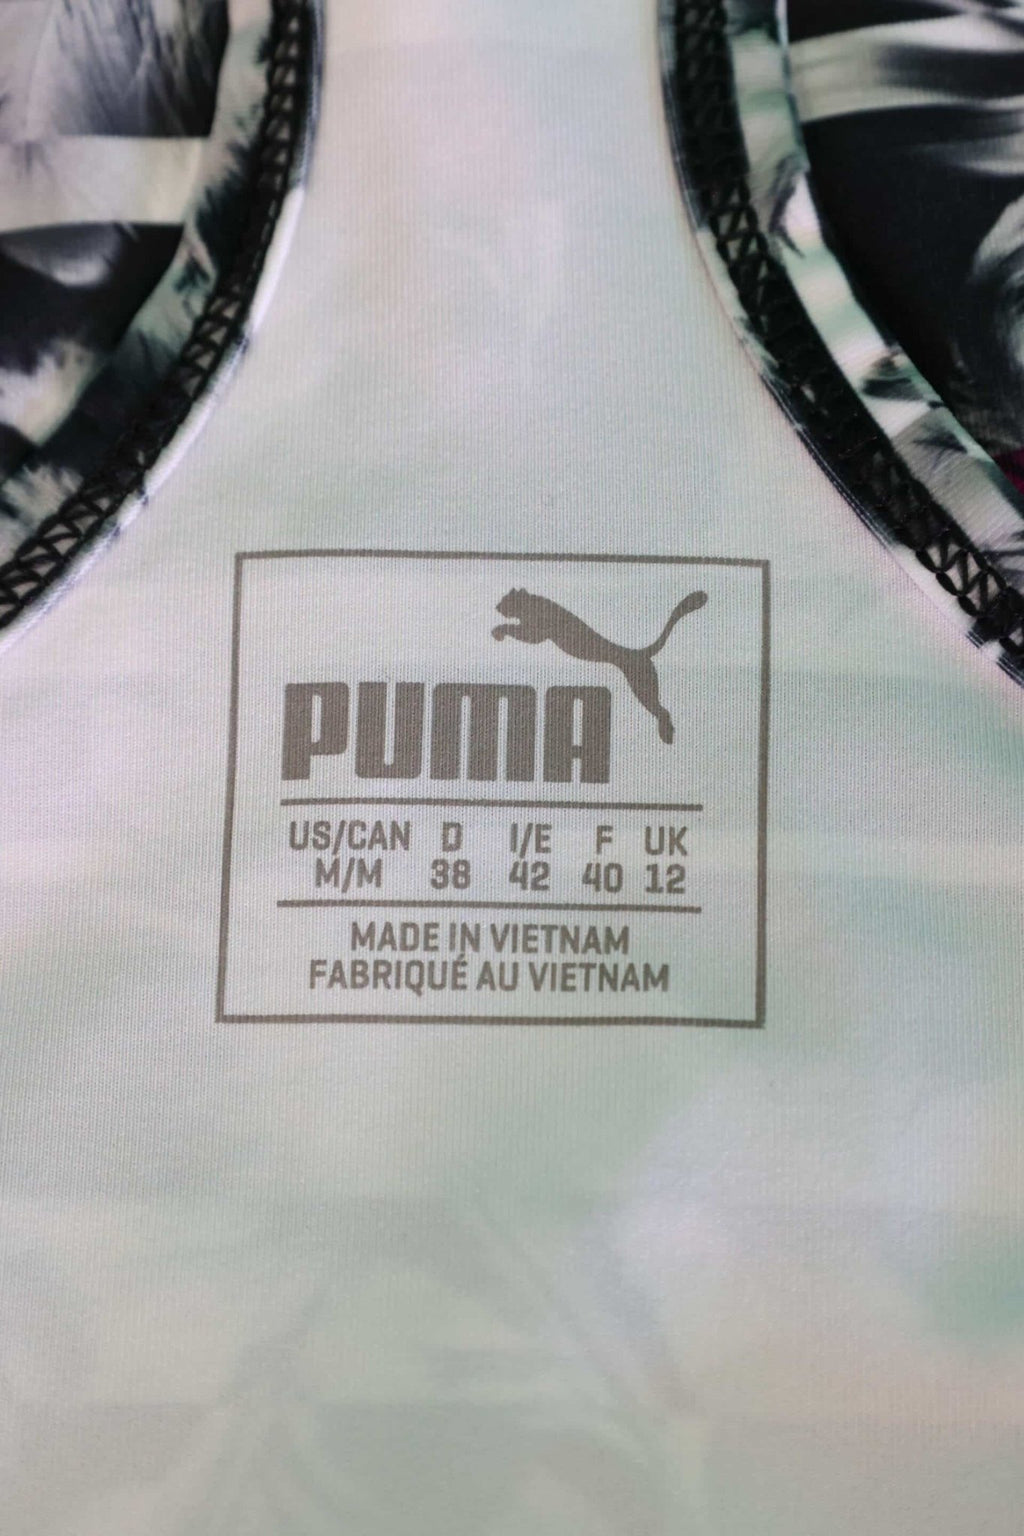 PUMA
US/CAN D I/E F UK
M/M 38 42 40 12
MADE IN VIETNAM
FABRIQUÉ AU VIETNAM